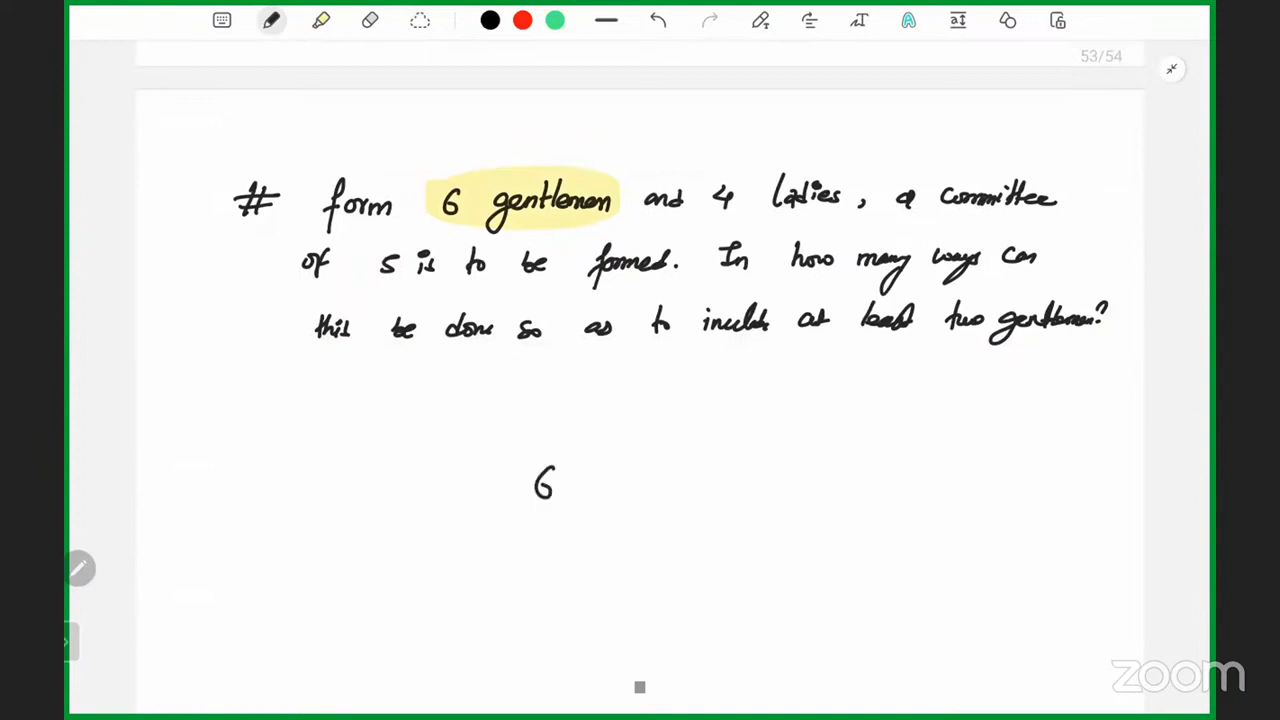 53/54
# form 6 gentlemen and 4 ladies, a committee
of 5 is to be formed. In how many ways can
this be done so as to include at least two gentlemen?
6
zoom